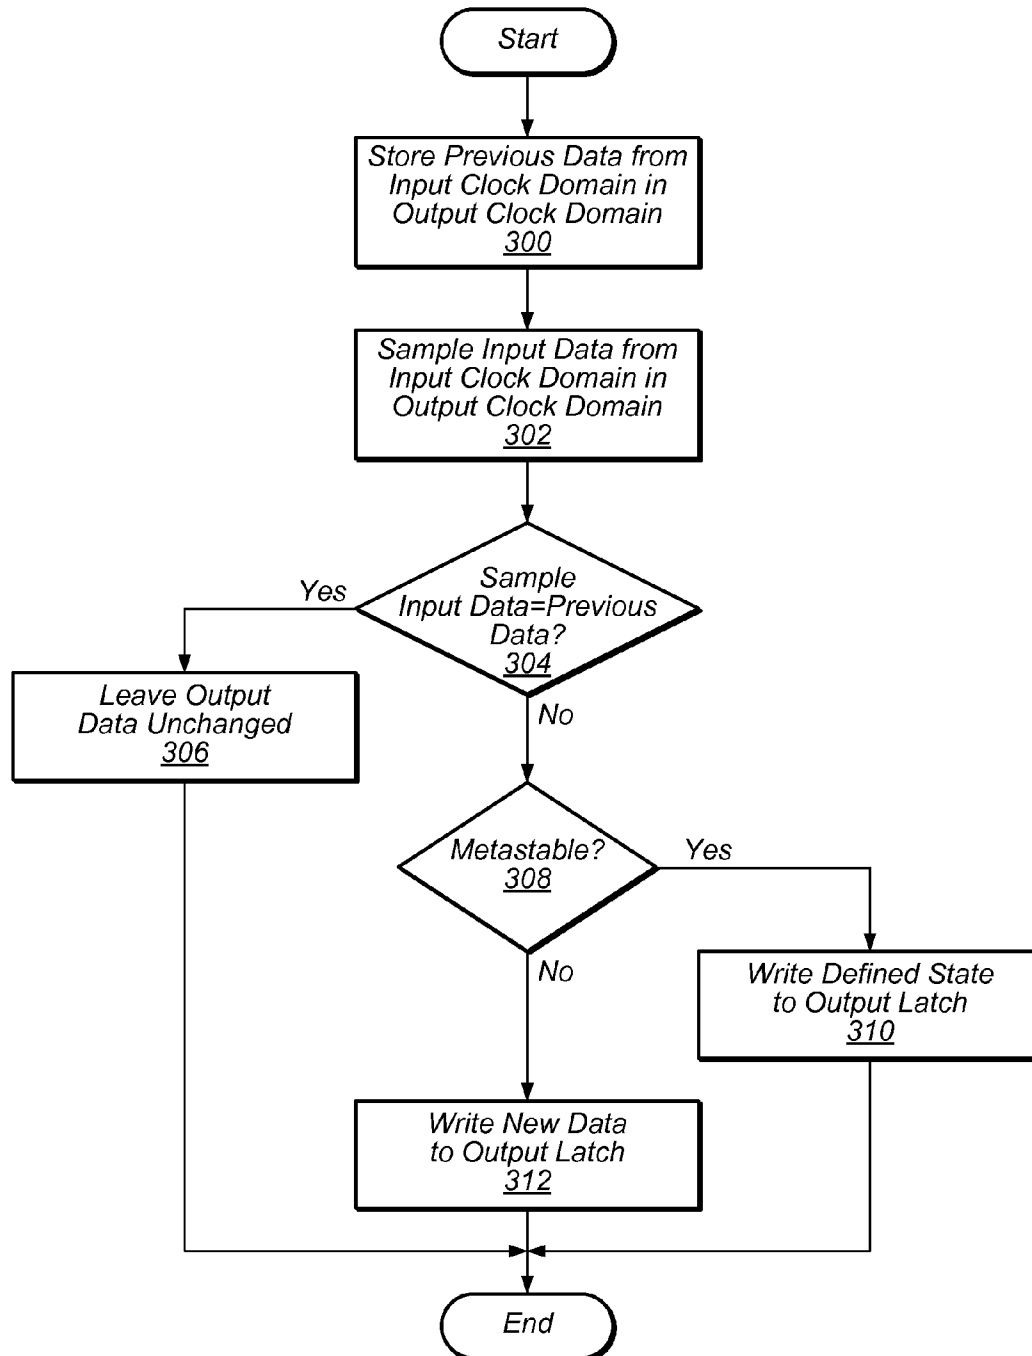 Start
Store Previous Data from
Input Clock Domain in
Output Clock Domain
300
Sample Input Data from
Input Clock Domain in
Output Clock Domain
302
Sample
Input Data=Previous
Data?
304
Yes
No
Leave Output
Data Unchanged
306
Metastable?
308
Yes
No
Write Defined State
to Output Latch
310
Write New Data
to Output Latch
312
End